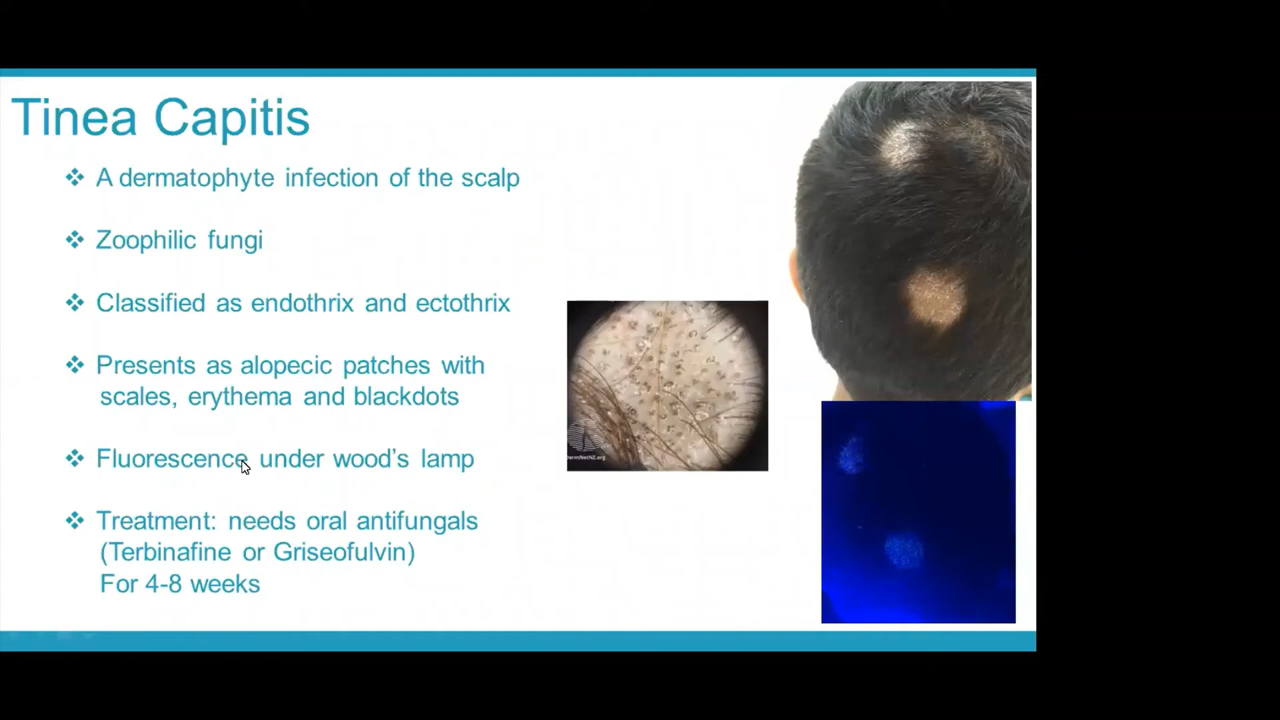 Tinea Capitis
❖ A dermatophyte infection of the scalp
❖ Zoophilic fungi
❖ Classified as endothrix and ectothrix
❖ Presents as alopecic patches with
scales, erythema and blackdots
❖ Fluorescence under wood's lamp
❖ Treatment: needs oral antifungals
(Terbinafine or Griseofulvin)
For 4-8 weeks
DermNetNZ.org